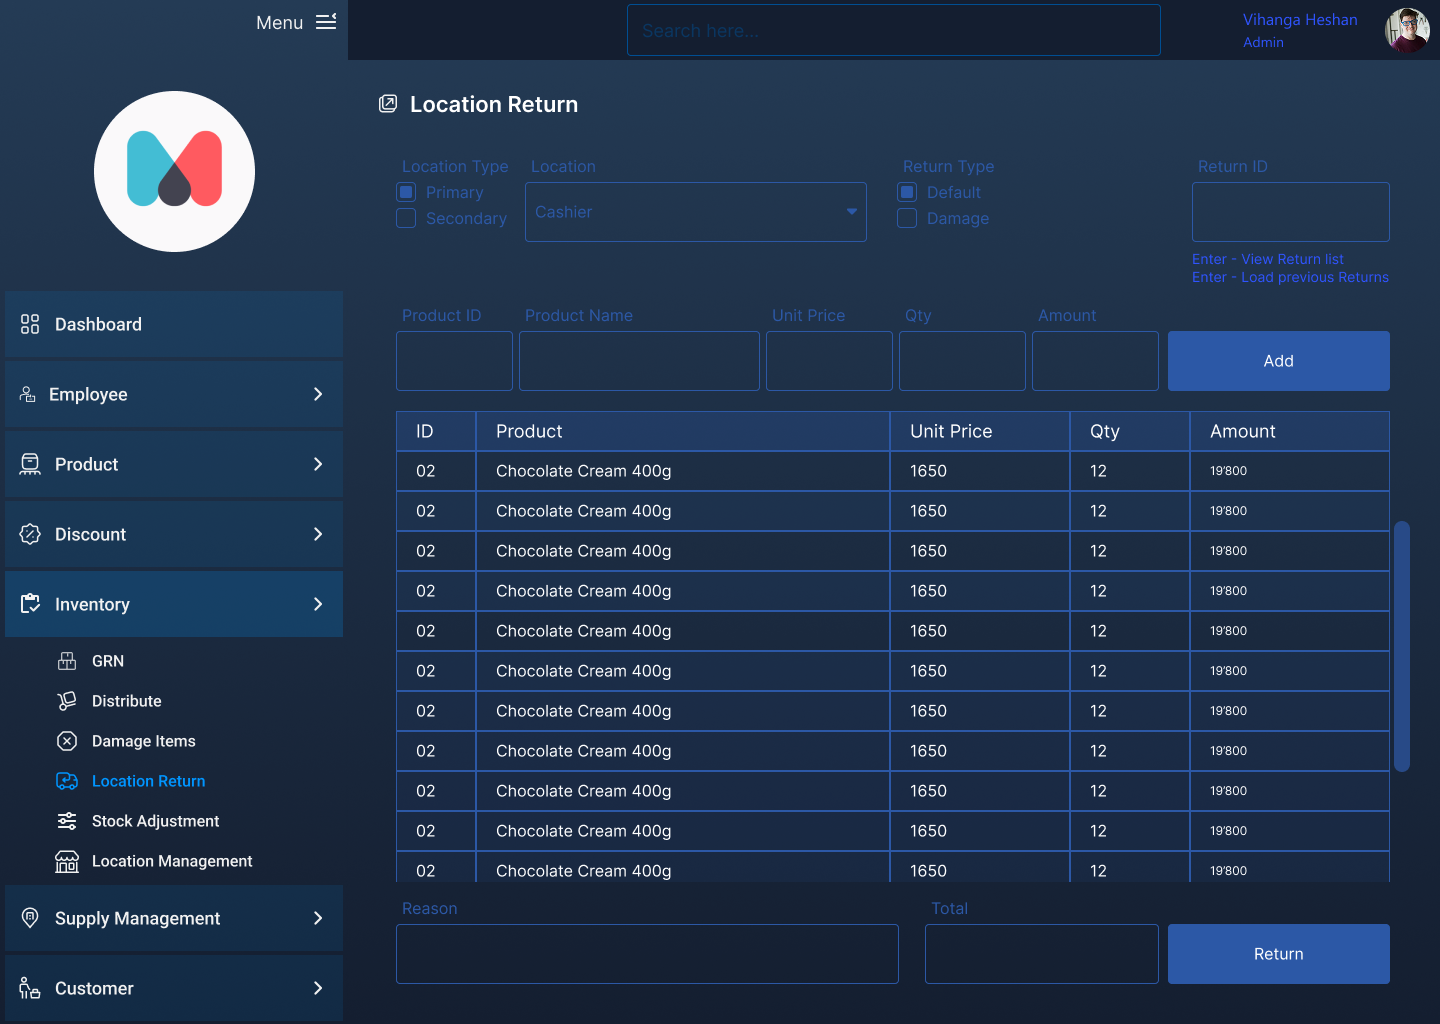 Menu
Search here...
Vihanga Heshan
Admin
Location Return
Location Type
Primary
Secondary
Location
Cashier
Return Type
Default
Damage
Return ID
Enter - View Return list
Enter - Load previous Returns
Dashboard
Employee
Product
Discount
Inventory
GRN
Distribute
Damage Items
Location Return
Stock Adjustment
Location Management
Supply Management
Customer
Product ID Product Name Unit Price Qty Amount
Add
ID Product Unit Price Qty Amount
02 Chocolate Cream 400g 1650 12 19'800
02 Chocolate Cream 400g 1650 12 19'800
02 Chocolate Cream 400g 1650 12 19'800
02 Chocolate Cream 400g 1650 12 19'800
02 Chocolate Cream 400g 1650 12 19'800
02 Chocolate Cream 400g 1650 12 19'800
02 Chocolate Cream 400g 1650 12 19'800
02 Chocolate Cream 400g 1650 12 19'800
02 Chocolate Cream 400g 1650 12 19'800
02 Chocolate Cream 400g 1650 12 19'800
02 Chocolate Cream 400g 1650 12 19'800
Reason
Total
Return